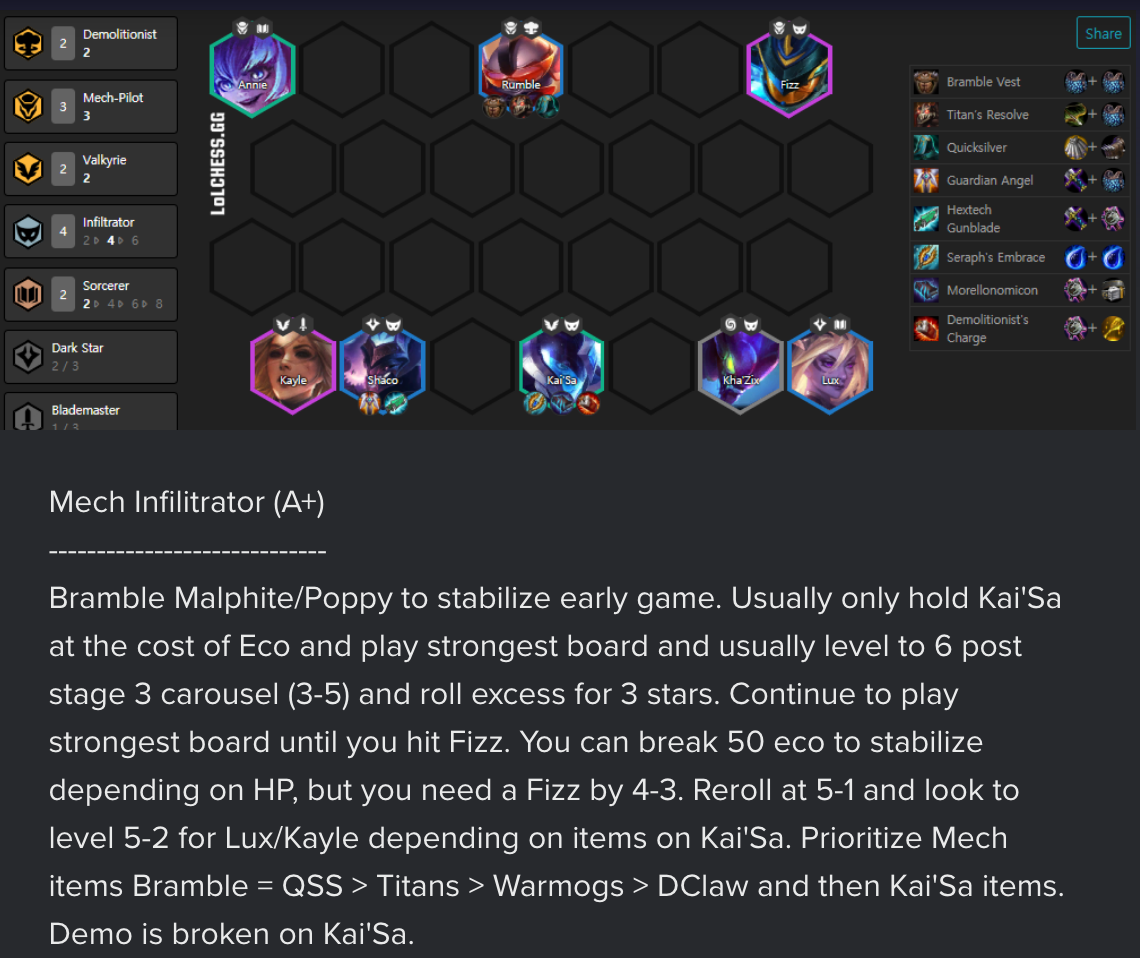 Demolitionist
2
2
Mech-Pilot
3
3
Valkyrie
2
2
Infiltrator
4
2 4 6
Sorcerer
2
2 4 6 8
Dark Star
2 / 3
Blademaster
1 / 3
LoLCHESS.GG
Annie
Rumble
Fizz
Kayle
Shaco
Kai'Sa
Kha'Zix
Lux
Share
Bramble Vest +
Titan's Resolve +
Quicksilver +
Guardian Angel +
Hextech
Gunblade +
Seraph's Embrace +
Morellonomicon +
Demolitionist's
Charge +
Mech Infilitrator (A+)
----------------------------
Bramble Malphite/Poppy to stabilize early game. Usually only hold Kai'Sa
at the cost of Eco and play strongest board and usually level to 6 post
stage 3 carousel (3-5) and roll excess for 3 stars. Continue to play
strongest board until you hit Fizz. You can break 50 eco to stabilize
depending on HP, but you need a Fizz by 4-3. Reroll at 5-1 and look to
level 5-2 for Lux/Kayle depending on items on Kai'Sa. Prioritize Mech
items Bramble = QSS > Titans > Warmogs > DClaw and then Kai'Sa items.
Demo is broken on Kai'Sa.